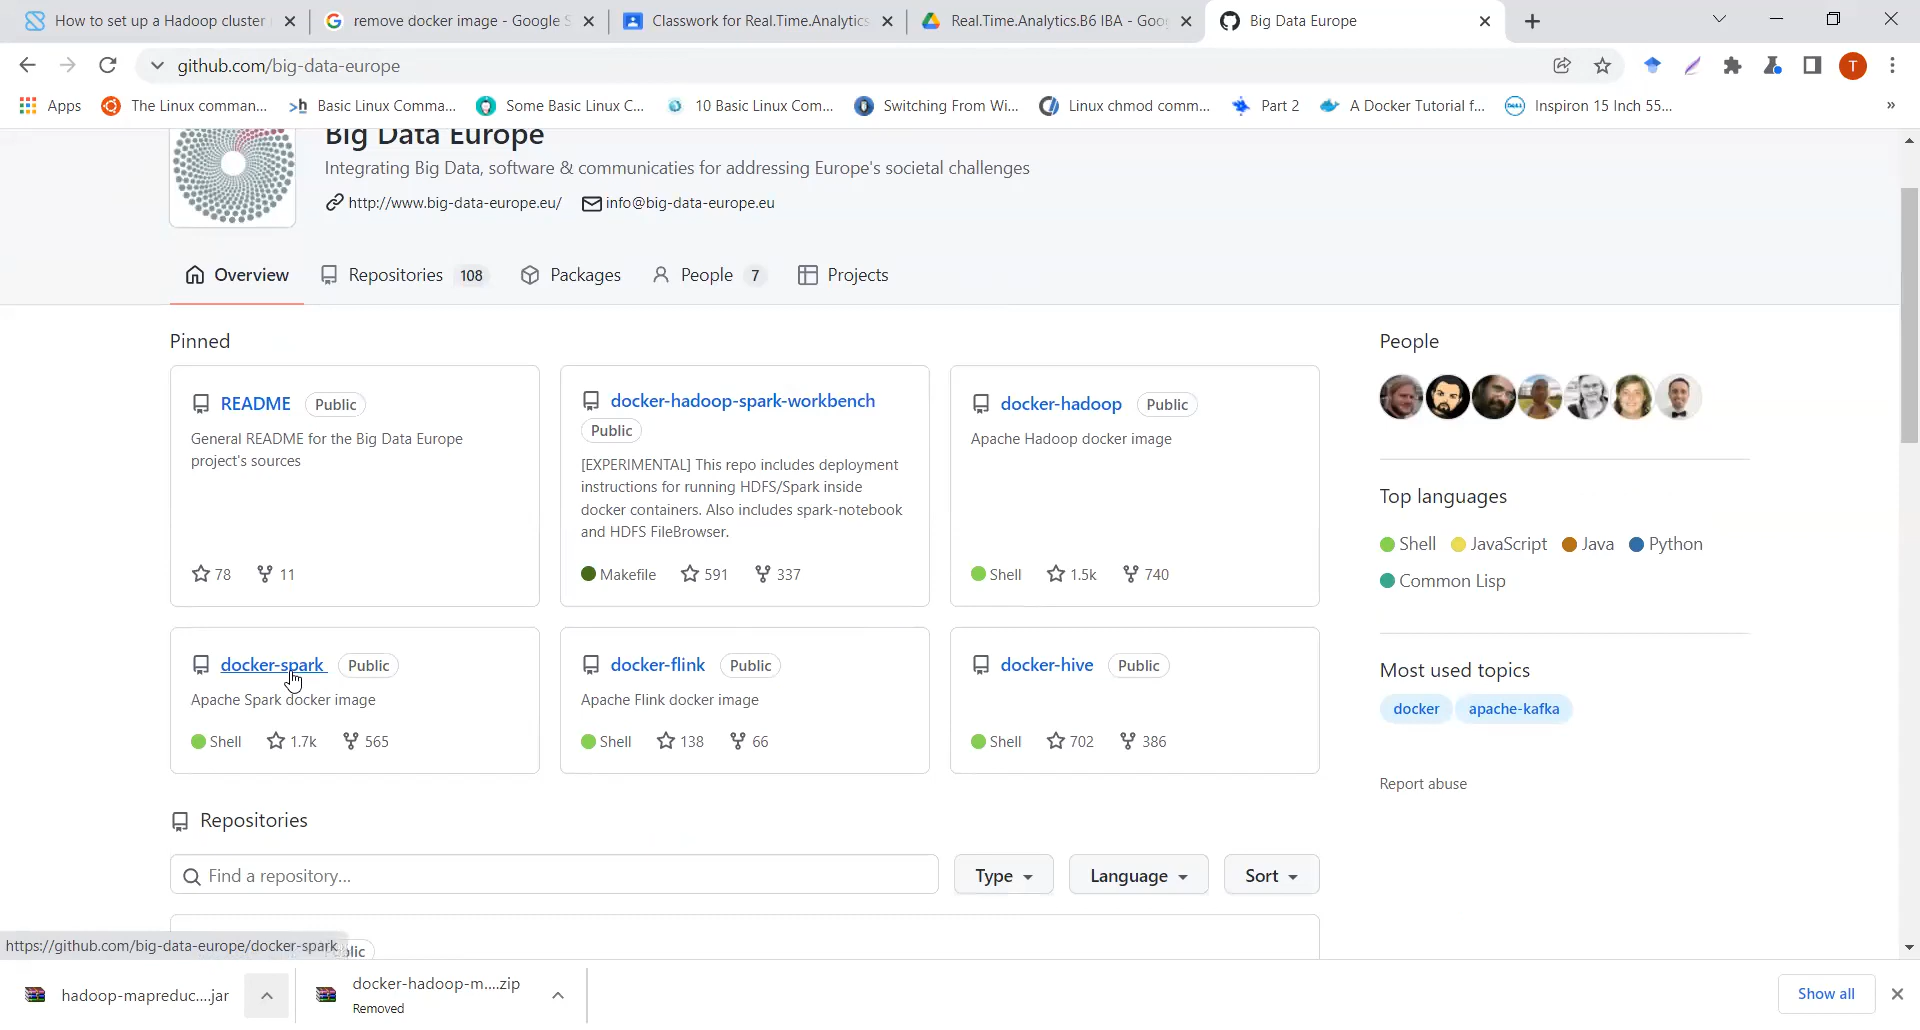 How to set up a Hadoop cluster
remove docker image - Google S
Classwork for Real.Time.Analytics
Real.Time.Analytics.B6 IBA - Goog
Big Data Europe
github.com/big-data-europe
T
Apps
The Linux comman...
Basic Linux Comma...
Some Basic Linux C...
10 Basic Linux Com...
Switching From Wi...
Linux chmod comm...
Part 2
A Docker Tutorial f...
Inspiron 15 Inch 55...
»
Big Data Europe
Integrating Big Data, software & communicaties for addressing Europe's societal challenges
http://www.big-data-europe.eu/ info@big-data-europe.eu
Overview Repositories 108 Packages People 7 Projects
Pinned
README Public
General README for the Big Data Europe
project's sources
78 11
docker-hadoop-spark-workbench
Public
[EXPERIMENTAL] This repo includes deployment
instructions for running HDFS/Spark inside
docker containers. Also includes spark-notebook
and HDFS FileBrowser.
Makefile 591 337
docker-hadoop Public
Apache Hadoop docker image
Shell 1.5k 740
docker-spark Public
Apache Spark docker image
Shell 1.7k 565
docker-flink Public
Apache Flink docker image
Shell 138 66
docker-hive Public
Shell 702 386
People
Top languages
Shell JavaScript Java Python
Common Lisp
Most used topics
docker apache-kafka
Report abuse
Repositories
Find a repository...
Type Language Sort
https://github.com/big-data-europe/docker-spark
hadoop-mapreduc....jar
docker-hadoop-m....zip
Removed
Show all